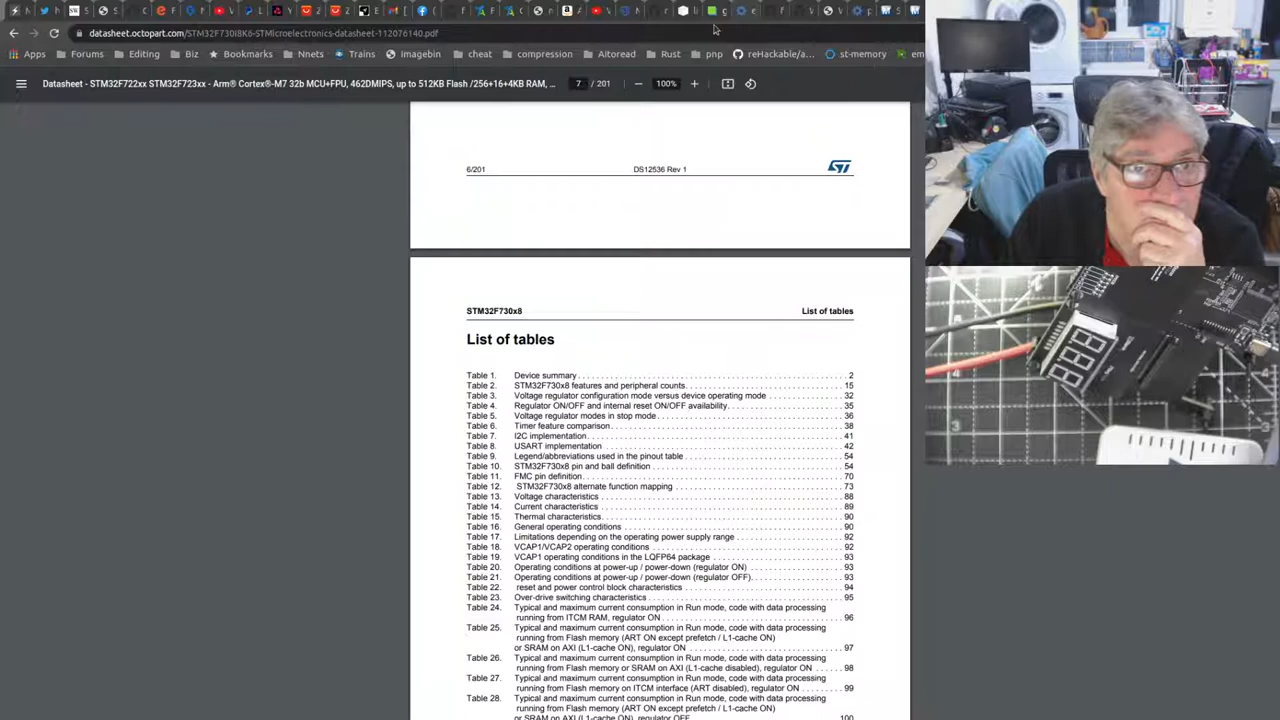 datasheet.octopart.com/STM32F730I8K6-STMicroelectronics-datasheet-112076140.pdf
Apps Forums Editing Biz Bookmarks Nnets Trains Imagebin cheat compression Aitoread Rust php reHackable/a... st-memory
Datasheet - STM32F722xx STM32F723xx - Arm® Cortex®-M7 32b MCU+FPU, 462DMIPS, up to 512KB Flash /256+16+4KB RAM, ... 7 / 201 100%
6/201 DS12536 Rev 1
STM32F730x8 List of tables
List of tables
Table 1. Device summary 2
Table 2. STM32F730x8 features and peripheral counts. 15
Table 3. Voltage regulator configuration mode versus device operating mode 32
Table 4. Regulator ON/OFF and internal reset ON/OFF availability 35
Table 5. Voltage regulator modes in stop mode 36
Table 6. Timer feature comparison 38
Table 7. I2C implementation 41
Table 8. USART implementation 42
Table 9. Legend/abbreviations used in the pinout table 54
Table 10. STM32F730x8 pin and ball definition 54
Table 11. FMC pin definition 70
Table 12. STM32F730x8 alternate function mapping 73
Table 13. Voltage characteristics 88
Table 14. Current characteristics 89
Table 15. Thermal characteristics 90
Table 16. General operating conditions 90
Table 17. Limitations depending on the operating power supply range 92
Table 18. VCAP1/VCAP2 operating conditions 92
Table 19. VCAP1 operating conditions in the LQFP64 package 93
Table 20. Operating conditions at power-up / power-down (regulator ON) 93
Table 21. Operating conditions at power-up / power-down (regulator OFF) 93
Table 22. reset and power control block characteristics 94
Table 23. Over-drive switching characteristics 95
Table 24. Typical and maximum current consumption in Run mode, code with data processing
running from ITCM RAM, regulator ON 96
Table 25. Typical and maximum current consumption in Run mode, code with data processing
running from Flash memory (ART ON except prefetch / L1-cache ON)
or SRAM on AXI (L1-cache ON), regulator ON 97
Table 26. Typical and maximum current consumption in Run mode, code with data processing
running from Flash memory or SRAM on AXI (L1-cache disabled), regulator ON 98
Table 27. Typical and maximum current consumption in Run mode, code with data processing
running from Flash memory on ITCM interface (ART disabled), regulator ON 99
Table 28. Typical and maximum current consumption in Run mode, code with data processing
running from Flash memory (ART ON except prefetch / L1-cache ON)
or SRAM on AXI (L1-cache ON), regulator OFF 100